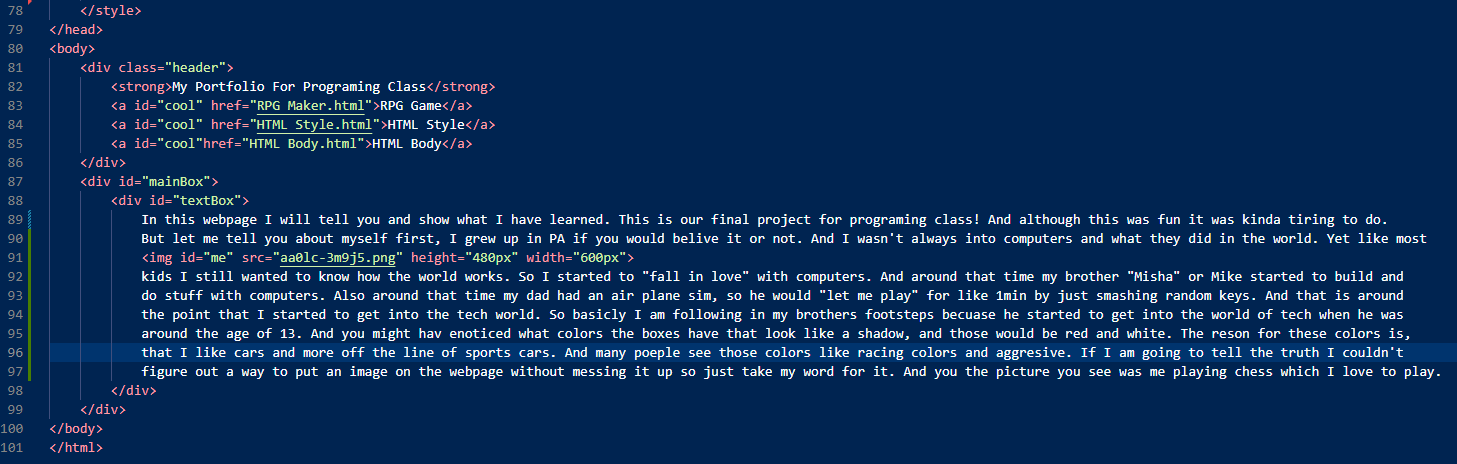 78 </style>
79 </head>
80 <body>
81 <div class="header">
82 <strong>My Portfolio For Programing Class</strong>
83 <a id="cool" href="RPG Maker.html">RPG Game</a>
84 <a id="cool" href="HTML Style.html">HTML Style</a>
85 <a id="cool"href="HTML Body.html">HTML Body</a>
86 </div>
87 <div id="mainBox">
88 <div id="textBox">
89 In this webpage I will tell you and show what I have learned. This is our final project for programing class! And although this was fun it was kinda tiring to do.
90 But let me tell you about myself first, I grew up in PA if you would belive it or not. And I wasn't always into computers and what they did in the world. Yet like most
91 <img id="me" src="aa0lc-3m9j5.png" height="480px" width="600px">
92 kids I still wanted to know how the world works. So I started to "fall in love" with computers. And around that time my brother "Misha" or Mike started to build and
93 do stuff with computers. Also around that time my dad had an air plane sim, so he would "let me play" for like 1min by just smashing random keys. And that is around
94 the point that I started to get into the tech world. So basicly I am following in my brothers footsteps becuase he started to get into the world of tech when he was
95 around the age of 13. And you might hav enoticed what colors the boxes have that look like a shadow, and those would be red and white. The reson for these colors is,
96 that I like cars and more off the line of sports cars. And many poeple see those colors like racing colors and aggresive. If I am going to tell the truth I couldn't
97 figure out a way to put an image on the webpage without messing it up so just take my word for it. And you the picture you see was me playing chess which I love to play.
98 </div>
99 </div>
100 </body>
101 </html>